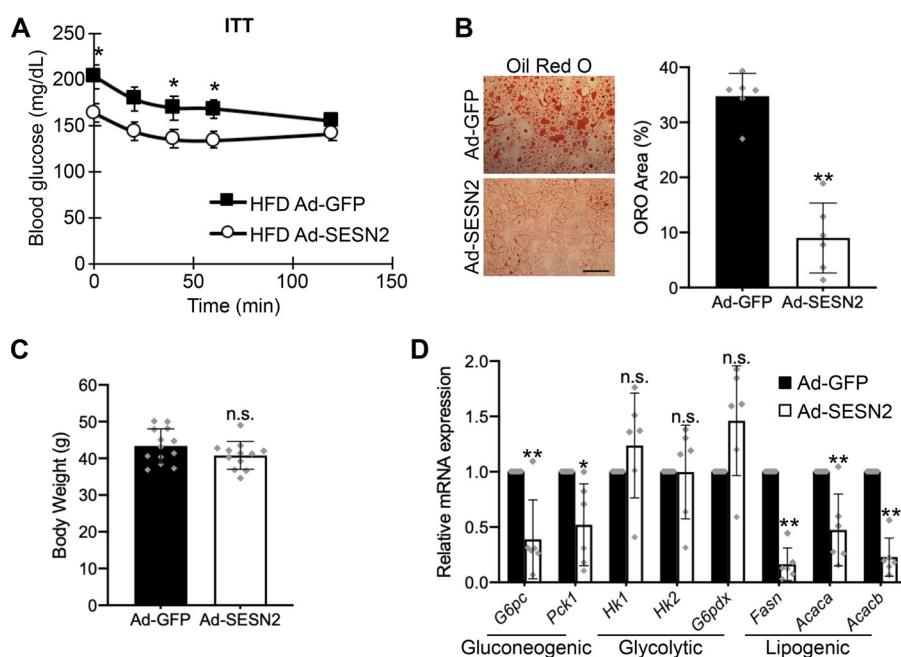 A
ITT
Blood glucose (mg/dL)
250
200
150
100
50
0
*
*
*
HFD Ad-GFP
HFD Ad-SESN2
0
50
100
150
Time (min)
B
Oil Red O
Ad-GFP
Ad-SESN2
ORO Area (%)
40
30
20
10
0
**
Ad-GFP
Ad-SESN2
C
Body Weight (g)
60
50
40
30
20
10
0
n.s.
Ad-GFP
Ad-SESN2
D
Relative mRNA expression
2.0
1.5
1.0
0.5
0.0
**
*
n.s.
n.s.
n.s.
**
**
**
Ad-GFP
Ad-SESN2
G6pc
Pck1
Hk1
Hk2
G6pdx
Fasn
Acaca
Acacb
Gluconeogenic
Glycolytic
Lipogenic